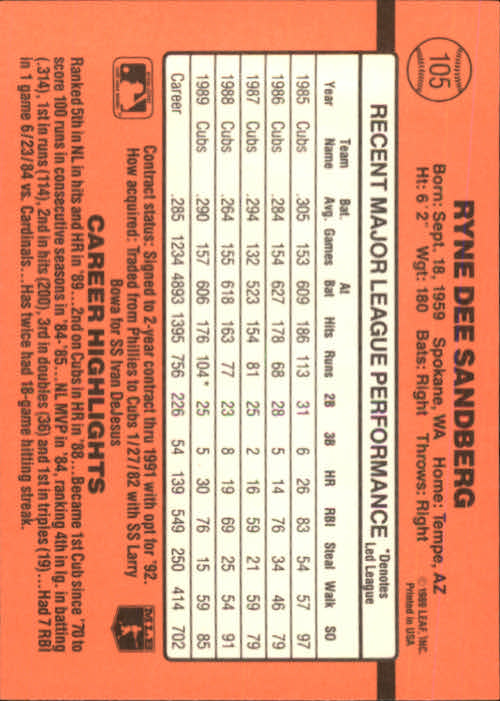 105
RYNE DEE SANDBERG
Born: Sept. 18, 1959 Spokane, WA Home: Tempe, AZ
Ht: 6' 2" Wgt: 180 Bats: Right Throws: Right
© 1989 LEAF, INC.
Printed in USA
RECENT MAJOR LEAGUE PERFORMANCE *Denotes Led League
Year Team Name Bat. Avg. Games At Bat Hits Runs 2B 3B HR RBI Steal Walk SO
1985 Cubs .305 153 609 186 113 31 6 26 83 54 57 97
1986 Cubs .284 154 627 178 68 28 5 14 76 34 46 79
1987 Cubs .294 132 523 154 81 25 2 16 59 21 59 79
1988 Cubs .264 155 618 163 77 23 8 19 69 25 54 91
1989 Cubs .290 157 606 176 104* 25 5 30 76 15 59 85
Career .285 1234 4893 1395 756 226 54 139 549 250 414 702
Contract status: Signed to 2-year contract thru 1991 with opt for '92.
How acquired: Traded from Phillies to Cubs 1/27/82 with SS Larry
Bowa for SS Ivan DeJesus
MLB
CAREER HIGHLIGHTS
Ranked 5th in NL in hits and HR in '89...2nd on Cubs in HR in '88...Became 1st Cub since '70 to
score 100 runs in consecutive seasons in '84-'85...NL MVP in '84, ranking 4th in lg. in batting
(.314), 1st in runs (114), 2nd in hits (200), 3rd in doubles (36) and 1st in triples (19)...Had 7 RBI
in 1 game 6/23/84 vs. Cardinals...Has twice had 18-game hitting streak.